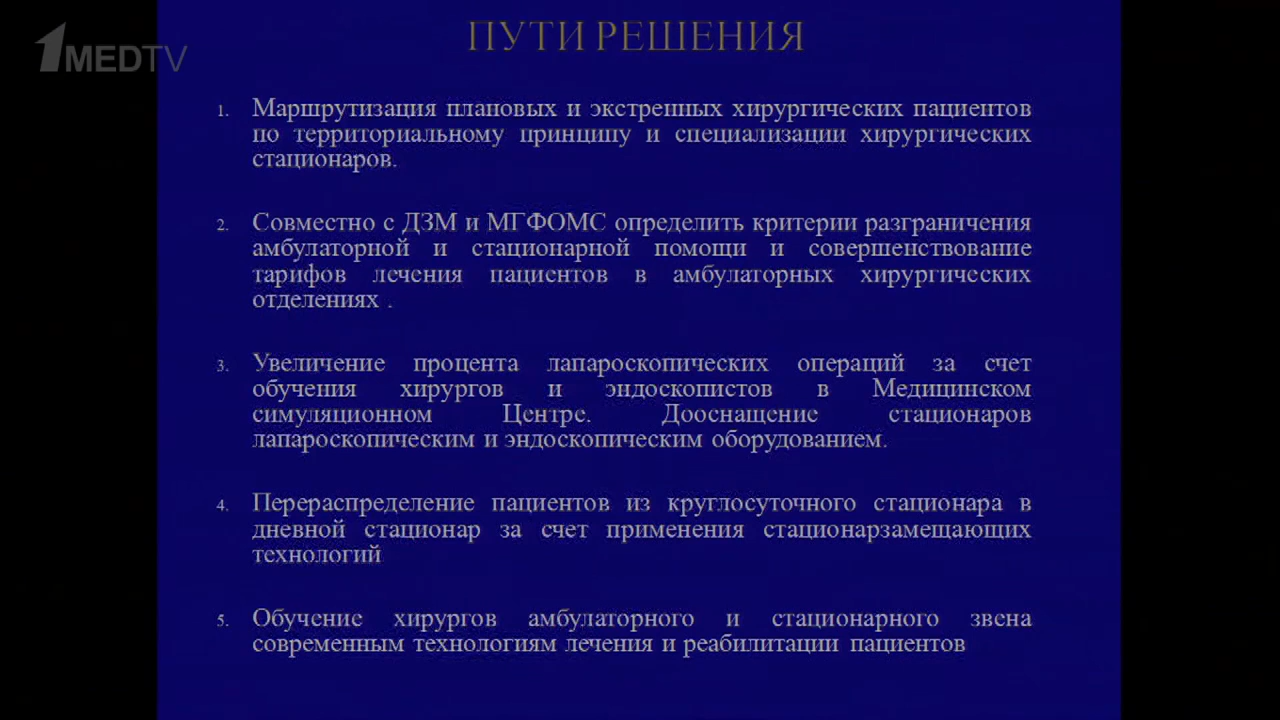 1MEDTV
ПУТИ РЕШЕНИЯ
1. Маршрутизация плановых и экстренных хирургических пациентов
по территориальному принципу и специализации хирургических
стационаров.
2. Совместно с ДЗМ и МГФОМС определить критерии разграничения
амбулаторной и стационарной помощи и совершенствование
тарифов лечения пациентов в амбулаторных хирургических
отделениях .
3. Увеличение процента лапароскопических операций за счет
обучения хирургов и эндоскопистов в Медицинском
симуляционном Центре. Дооснащение стационаров
лапароскопическим и эндоскопическим оборудованием.
4. Перераспределение пациентов из круглосуточного стационара в
дневной стационар за счет применения стационарзамещающих
технологий
5. Обучение хирургов амбулаторного и стационарного звена
современным технологиям лечения и реабилитации пациентов